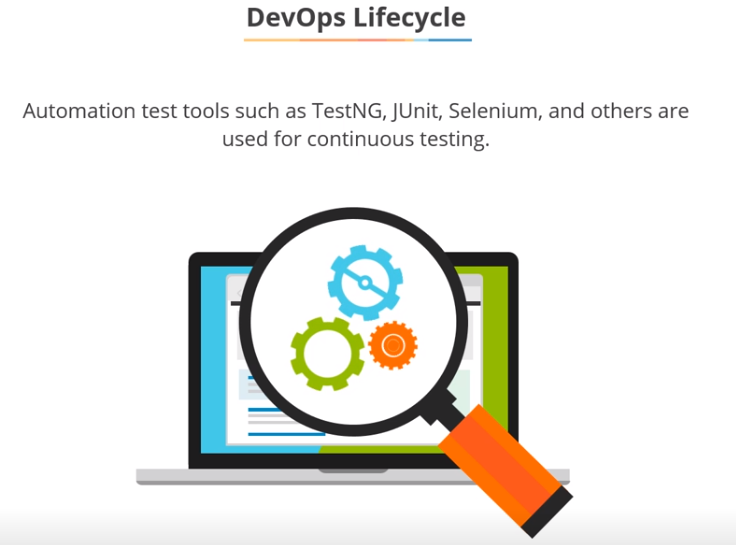 DevOps Lifecycle
Automation test tools such as TestNG, JUnit, Selenium, and others are
used for continuous testing.